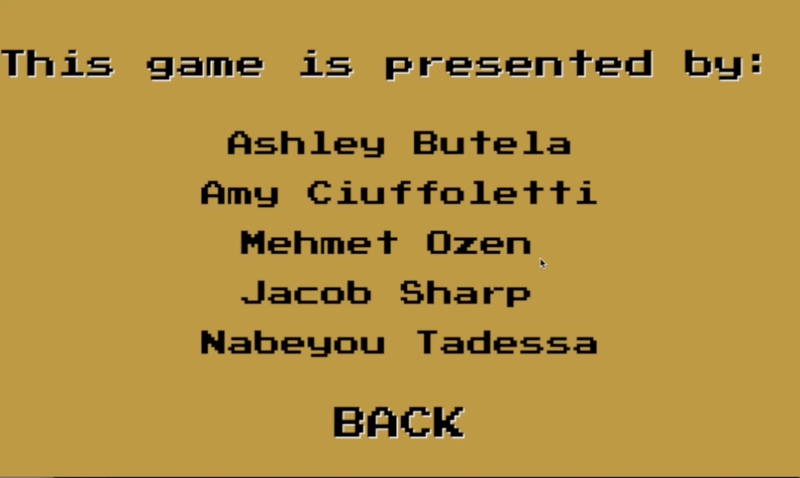 This game is presented by:
Ashley Butela
Amy Ciuffoletti
Mehmet Ozen
Jacob Sharp
Nabeyou Tadessa
BACK